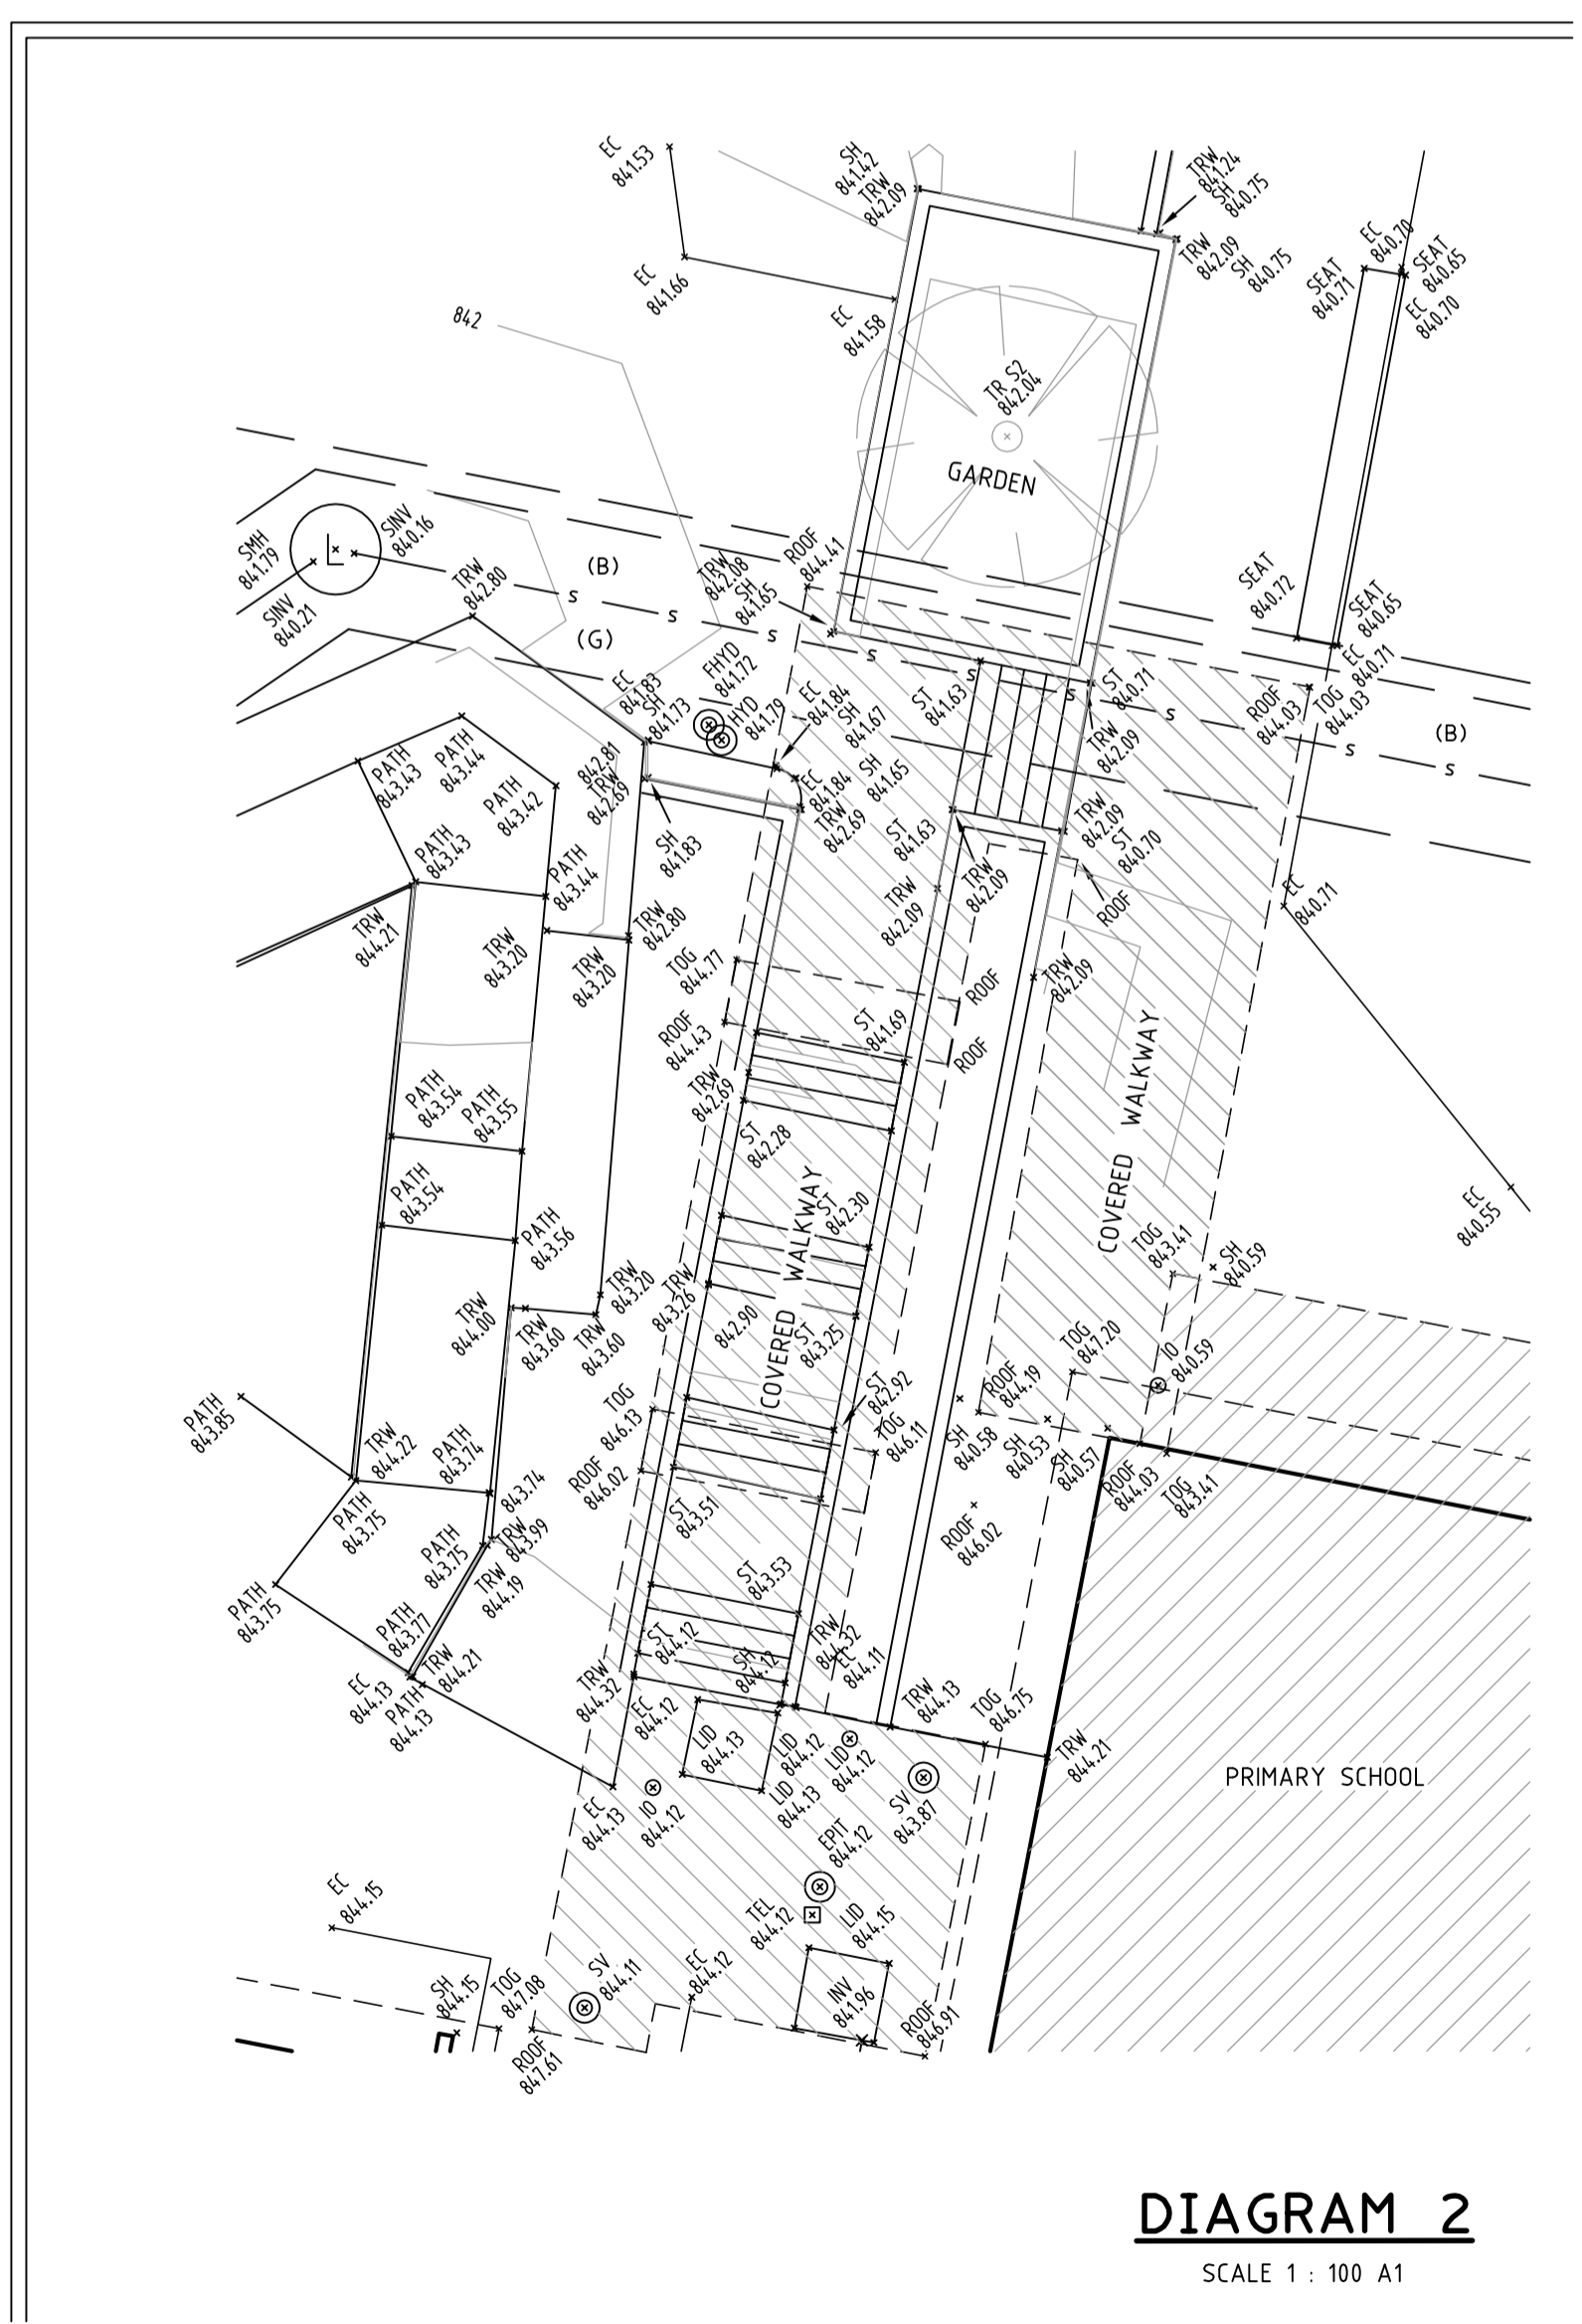 EC
841.53
SH
841.42
TRW
842.09
TRW
841.24
SH
840.75
EC
841.66
EC
841.58
TRW
842.09
SH
840.75
EC
840.70
SEAT
840.71
SEAT
840.65
EC
840.70
842
TR S2
842.04
GARDEN
SMH
841.79
SINV
840.16
SINV
840.21
TRW
842.80
(B)
S
S
S
S
S
S
S
S
S
(G)
TRW
842.08
SH
841.65
ROOF
844.41
SEAT
840.72
SEAT
840.65
EC
840.71
EC
841.83
SH
841.73
FHYD
841.72
HYD
841.79
EC
841.84
SH
841.67
ST
841.63
ST
840.71
ROOF
844.03
TOG
844.03
(B)
PATH
843.43
PATH
843.44
PATH
843.42
842.81
TRW
842.69
SH
841.65
EC
841.84
TRW
842.69
TRW
842.09
SH
841.83
ST
841.63
TRW
842.09
ST
840.70
PATH
843.43
PATH
843.44
TRW
842.09
TRW
842.09
ROOF
EC
840.71
TRW
844.21
TRW
843.20
TRW
843.20
TRW
842.80
TOG
844.77
ROOF
TRW
842.09
ROOF
844.43
ST
841.69
ROOF
TRW
842.69
PATH
843.54
PATH
843.55
ST
842.28
PATH
843.54
PATH
843.56
ST
842.30
COVERED WALKWAY
COVERED WALKWAY
EC
840.55
TOG
843.41
SH
840.59
TRW
844.00
TRW
843.60
TRW
843.20
TRW
843.60
TRW
843.26
842.90
ST
843.25
TOG
847.20
IO
840.59
ST
842.92
ROOF
844.19
PATH
843.85
TRW
844.22
PATH
843.74
TOG
846.13
TOG
846.11
SH
840.58
SH
840.53
SH
840.57
ROOF
844.03
TOG
843.41
ROOF
846.02
PATH
843.75
843.74
TRW
843.99
ST
843.51
ROOF
846.02
PATH
843.75
TRW
844.19
PATH
843.75
PATH
843.77
ST
843.53
TRW
844.21
ST
844.12
SH
844.12
TRW
844.32
EC
844.11
EC
844.13
PATH
844.13
TRW
844.32
EC
844.12
TRW
844.13
TOG
846.75
LID
844.13
LID
844.12
LID
844.12
TRW
844.21
PRIMARY SCHOOL
EC
844.13
IO
844.12
LID
844.13
SV
843.87
EPIT
844.12
EC
844.15
TEL
844.12
LID
844.15
SH
844.15
TOG
847.08
SV
844.11
EC
844.12
INV
841.96
ROOF
846.91
ROOF
847.61
DIAGRAM 2
SCALE 1 : 100 A1